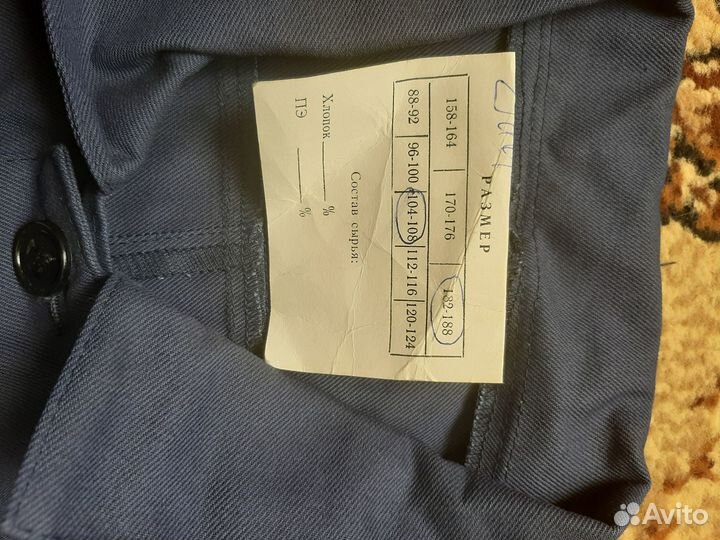 РАЗМЕР
158-164 170-176 182-188
88-92 96-100 104-108 112-116 120-124
Состав сырья:
Хлопок ____ %
ПЭ ____ %
Avito